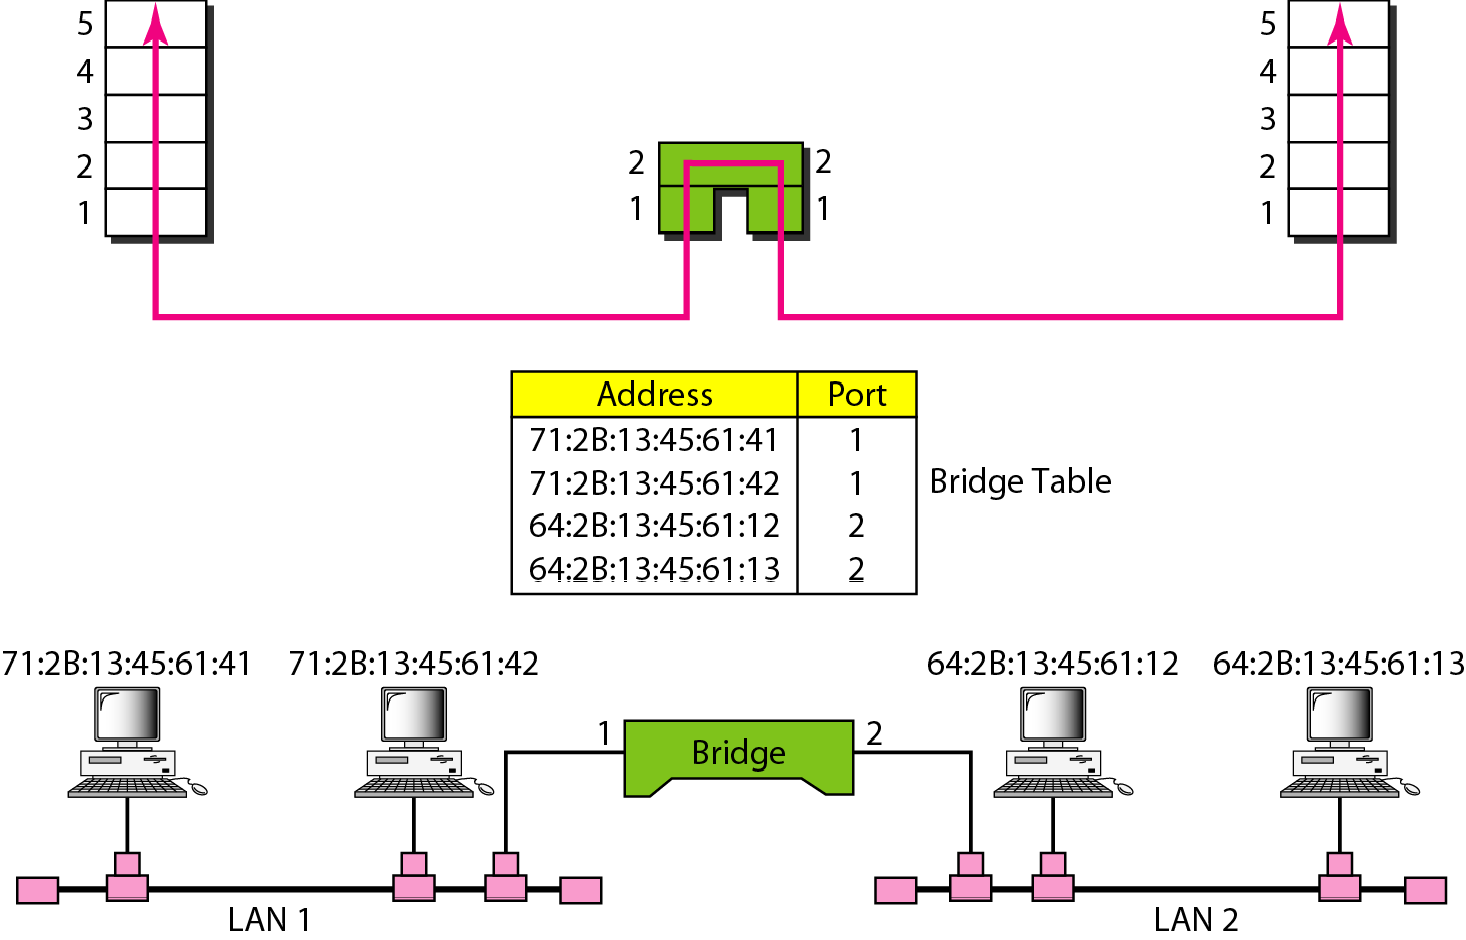 5 5
4 4
3 3
2 2 2 2
1 1 1 1
Address Port
71:2B:13:45:61:41 1
71:2B:13:45:61:42 1
Bridge Table
64:2B:13:45:61:12 2
64:2B:13:45:61:13 2
71:2B:13:45:61:41 71:2B:13:45:61:42 64:2B:13:45:61:12 64:2B:13:45:61:13
1 Bridge 2
LAN 1 LAN 2